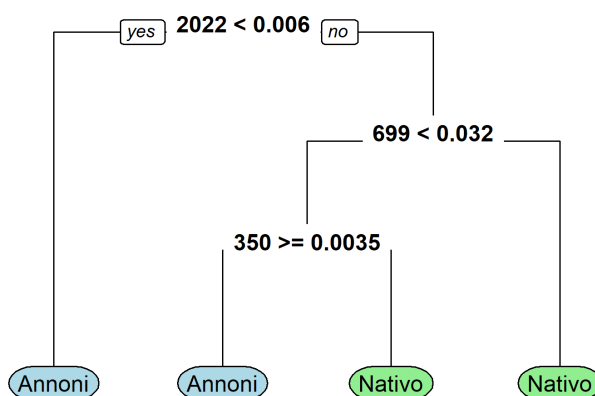 yes 2022 < 0.006 no
699 < 0.032
350 >= 0.0035
Annoni Annoni Nativo Nativo